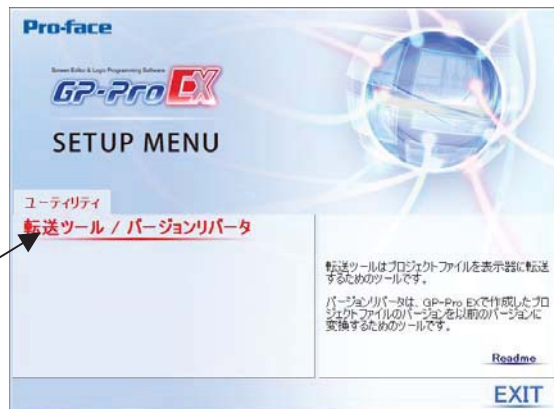 Pro-face
Screen Editor & Logic Programming Software
GP-Pro EX
SETUP MENU
ユーティリティ
転送ツール / バージョンリバータ
転送ツールはプロジェクトファイルを表示器に転送
するためのツールです。
バージョンリバータは、GP-Pro EXで作成したプロ
ジェクトファイルのバージョンを以前のバージョンに
変換するためのツールです。
Readme
EXIT